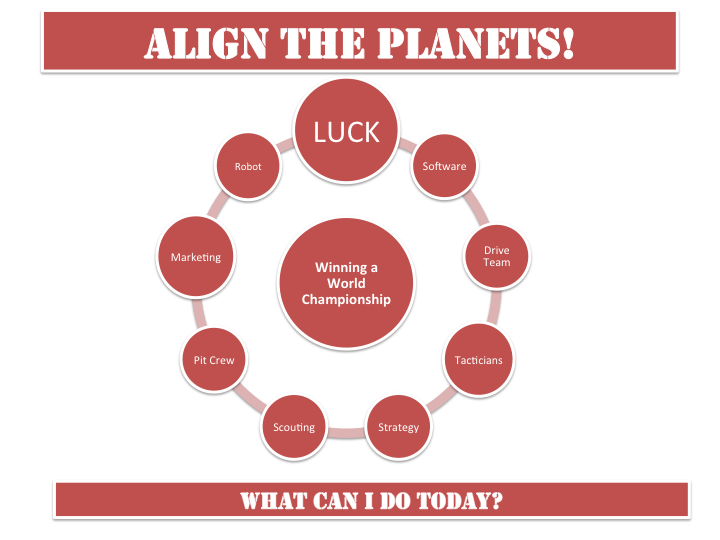 ALIGN THE PLANETS!
LUCK
Robot
Software
Marketing
Drive
Team
Winning a
World
Championship
Pit Crew
Tacticians
Scouting
Strategy
WHAT CAN I DO TODAY?